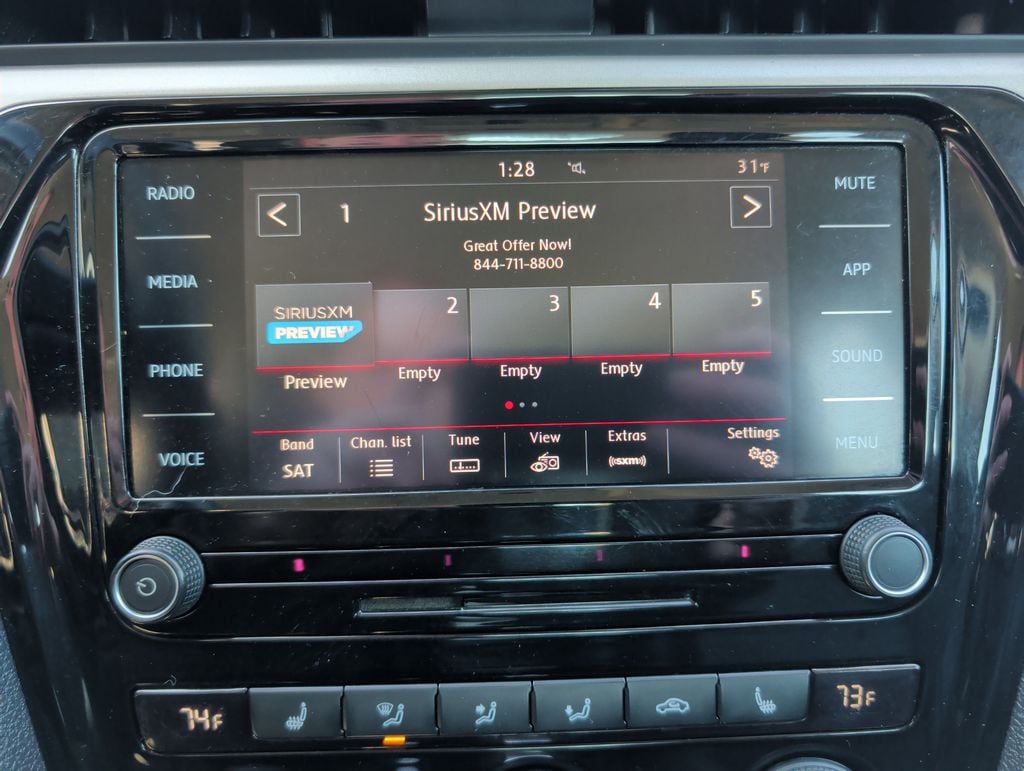 1:28 31°F
RADIO
MUTE
< 1 SiriusXM Preview >
Great Offer Now!
844-711-8800
MEDIA
APP
SIRIUSXM 2 3 4 5
PREVIEW
Preview Empty Empty Empty Empty
PHONE
SOUND
VOICE
MENU
Band Chan. list Tune View Extras Settings
SAT ((sxm))
74F 73F